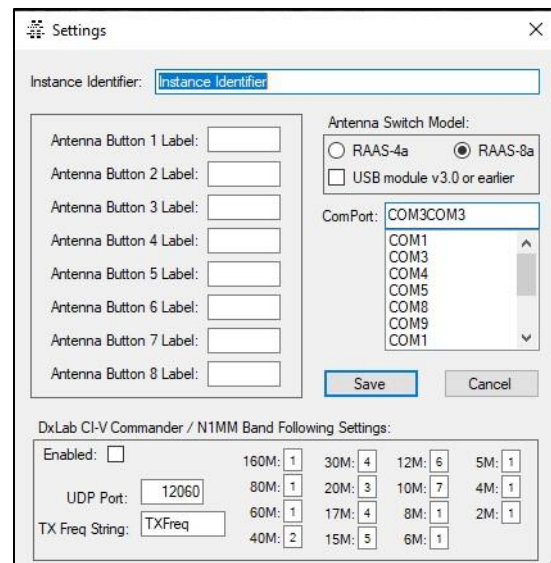 Settings
Instance Identifier: Instance Identifier
Antenna Button 1 Label:
Antenna Button 2 Label:
Antenna Button 3 Label:
Antenna Button 4 Label:
Antenna Button 5 Label:
Antenna Button 6 Label:
Antenna Button 7 Label:
Antenna Button 8 Label:
Antenna Switch Model:
RAAS-4a RAAS-8a
USB module v3.0 or earlier
ComPort: COM3COM3
COM1
COM3
COM4
COM5
COM8
COM9
COM1
Save Cancel
DxLab CI-V Commander / N1MM Band Following Settings:
Enabled:
UDP Port: 12060
TX Freq String: TXFreq
160M: 1 30M: 4 12M: 6 5M: 1
80M: 1 20M: 3 10M: 7 4M: 1
60M: 1 17M: 4 8M: 1 2M: 1
40M: 2 15M: 5 6M: 1